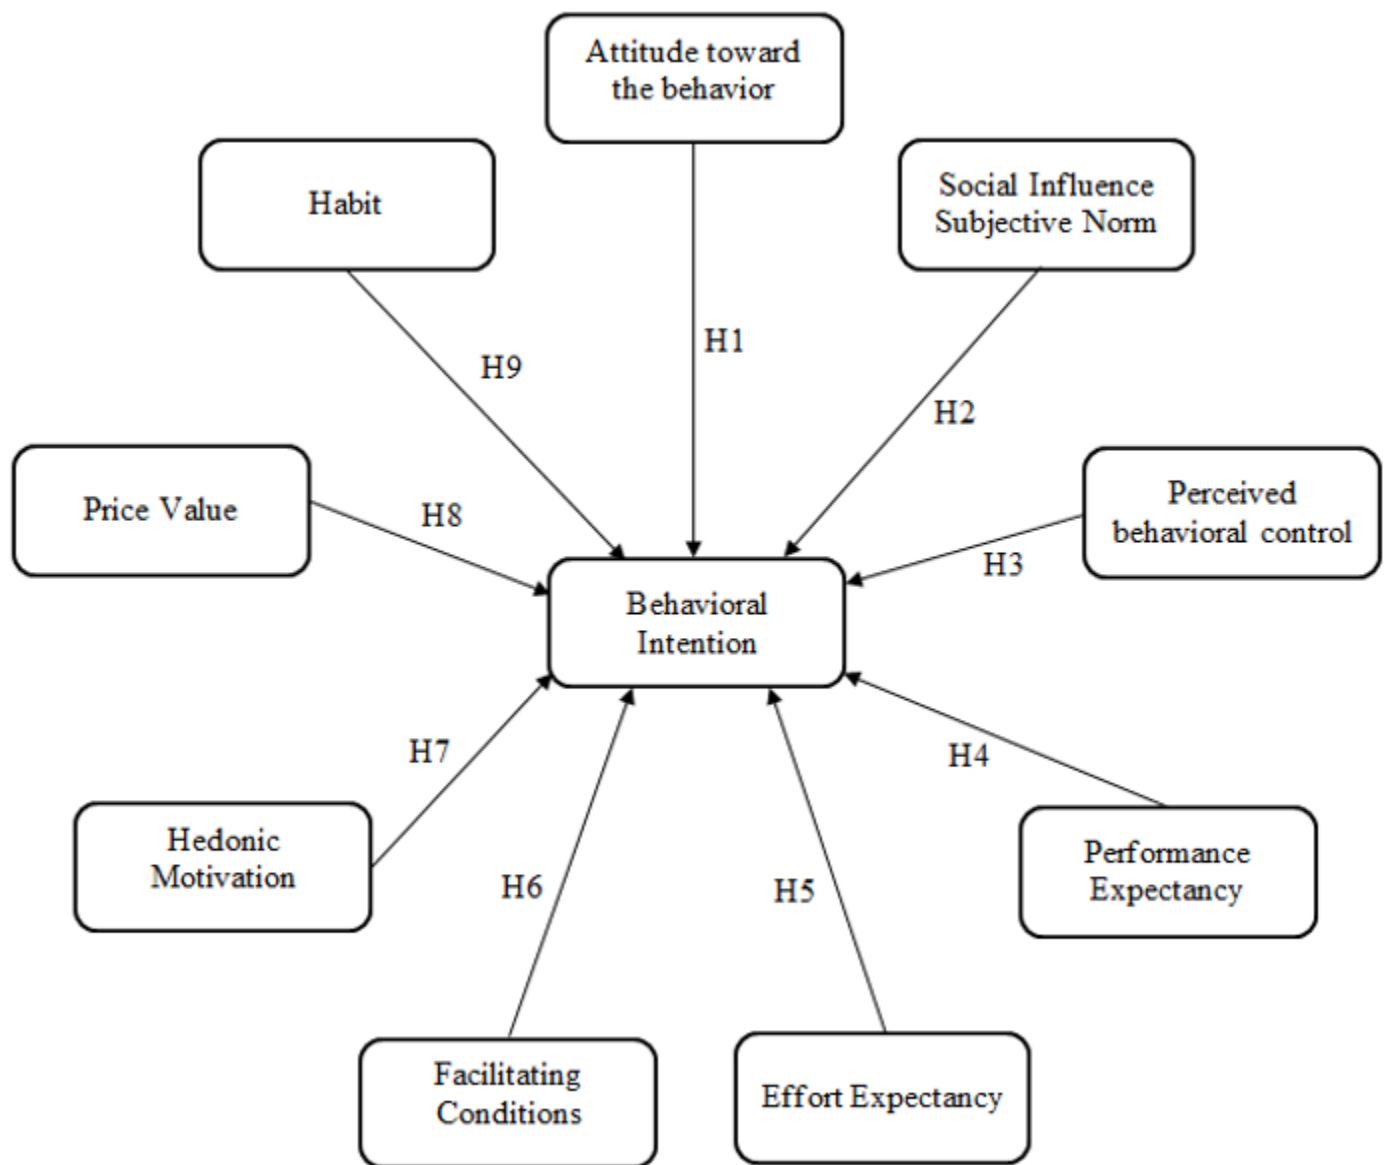 Attitude toward
the behavior
Habit
Social Influence
Subjective Norm
H1
H9
H2
Price Value
H8
Perceived
behavioral control
H3
Behavioral
Intention
H7
H4
Hedonic
Motivation
H6
H5
Performance
Expectancy
Facilitating
Conditions
Effort Expectancy